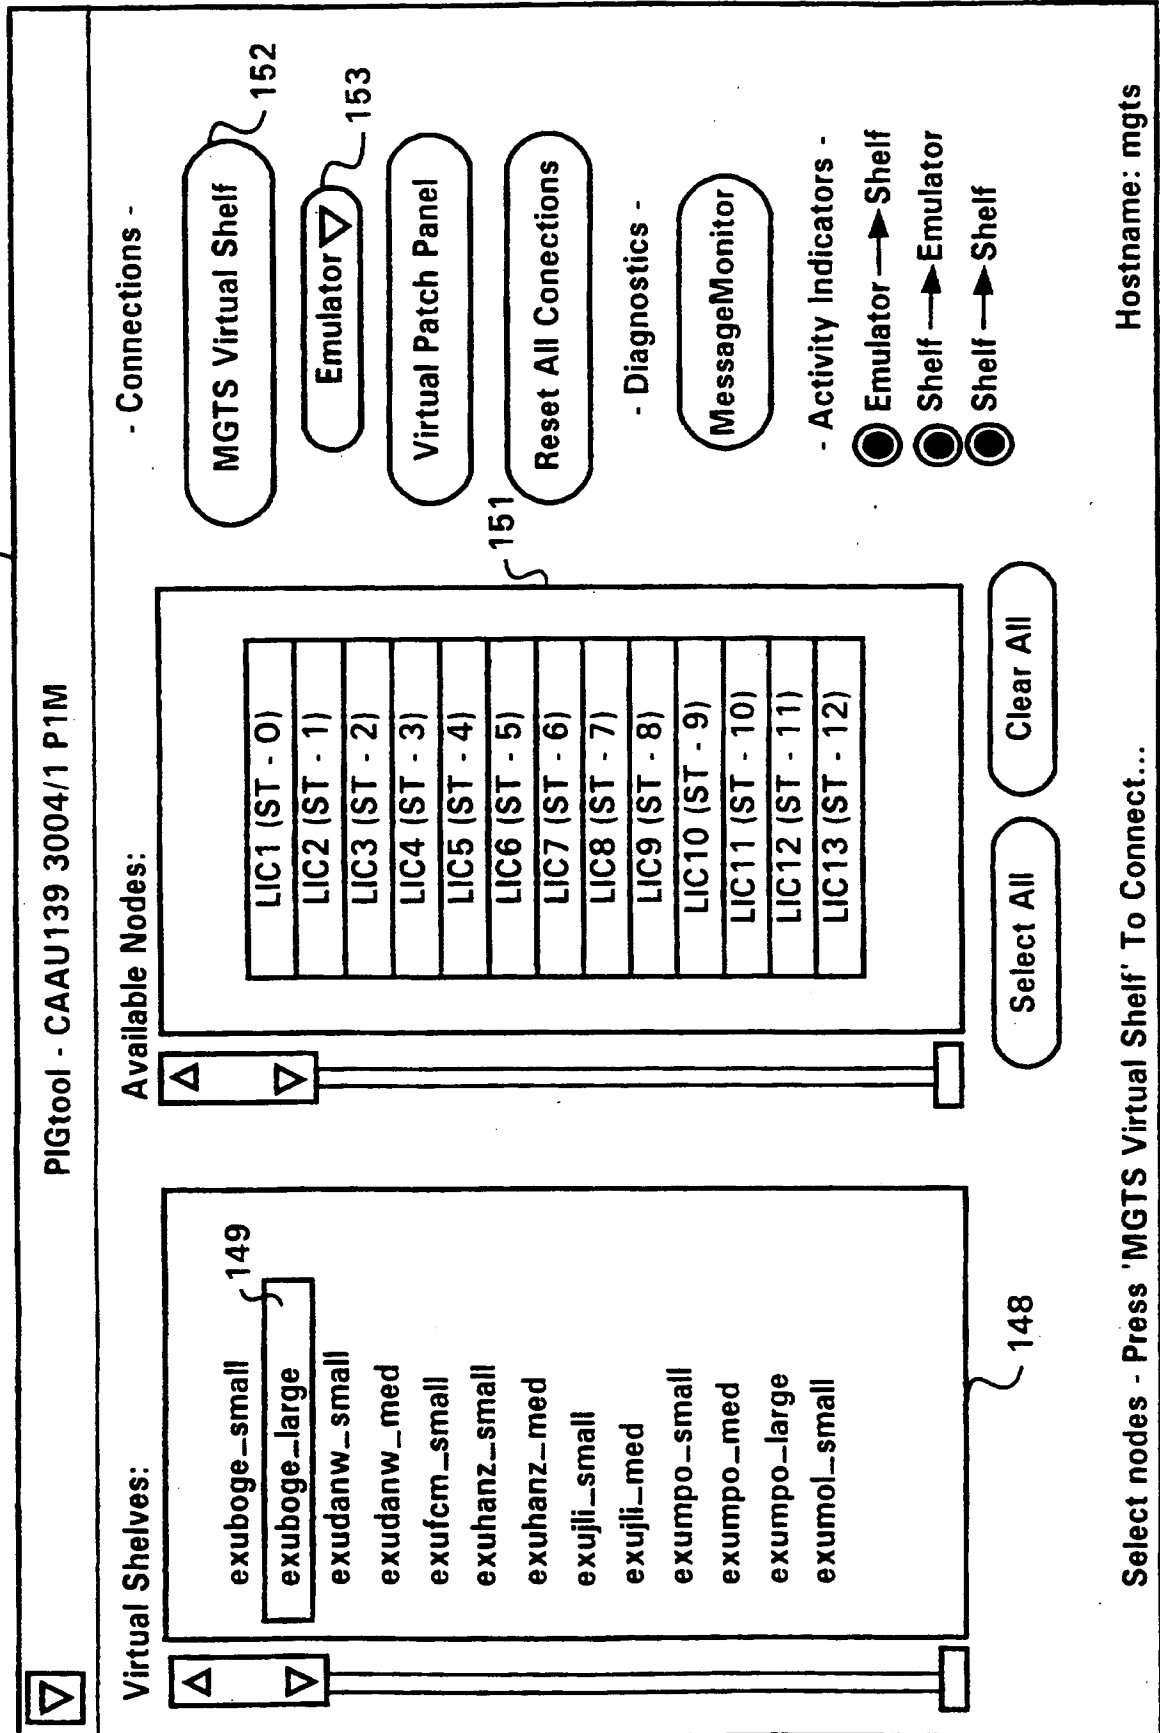 PIGtool - CAAU139 3004/1 P1M
Virtual Shelves:
exuboge_small
exuboge_large
exudanw_small
exudanw_med
exufcm_small
exuhanz_small
exuhanz_med
exujli_small
exujli_med
exumpo_small
exumpo_med
exumpo_large
exumol_small
149
148
Available Nodes:
LIC1 (ST - 0)
LIC2 (ST - 1)
LIC3 (ST - 2)
LIC4 (ST - 3)
LIC5 (ST - 4)
LIC6 (ST - 5)
LIC7 (ST - 6)
LIC8 (ST - 7)
LIC9 (ST - 8)
LIC10 (ST - 9)
LIC11 (ST - 10)
LIC12 (ST - 11)
LIC13 (ST - 12)
151
Select All
Clear All
- Connections -
MGTS Virtual Shelf
152
Emulator
153
Virtual Patch Panel
Reset All Conections
- Diagnostics -
MessageMonitor
- Activity Indicators -
Emulator Shelf
Shelf Emulator
Shelf Shelf
Select nodes - Press 'MGTS Virtual Shelf' To Connect...
Hostname: mgts